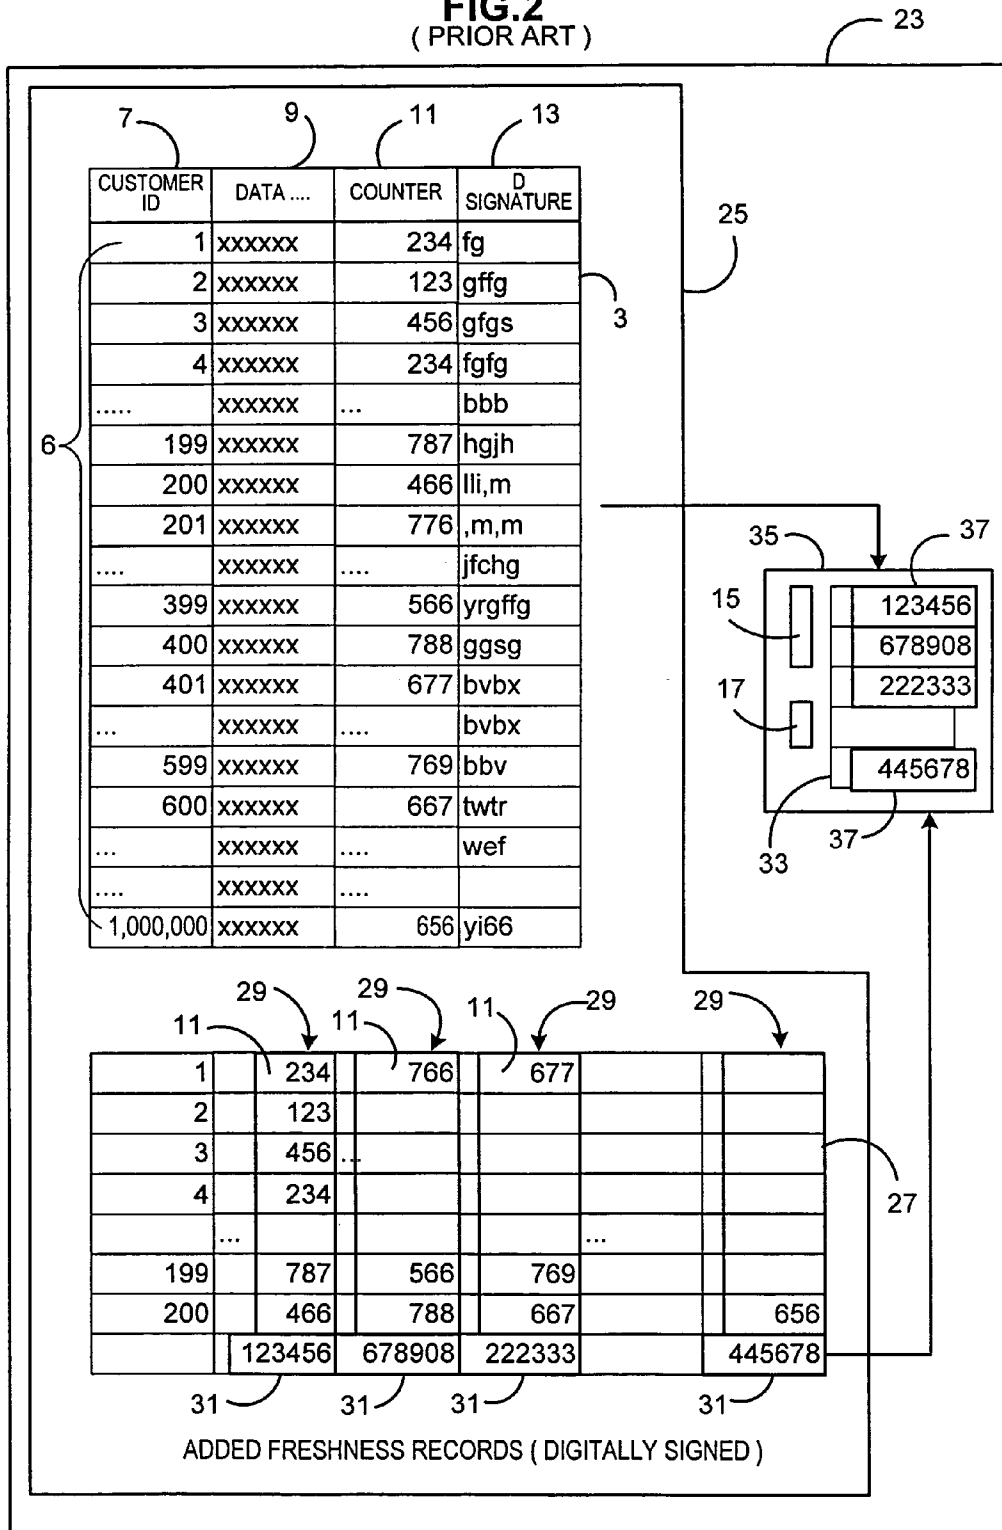 FIG.2
( PRIOR ART )
23
7 9 11 13
CUSTOMER ID DATA .... COUNTER D SIGNATURE
1 xxxxxx 234 fg
2 xxxxxx 123 gffg
3 xxxxxx 456 gfgs
4 xxxxxx 234 fgfg
..... xxxxxx ... bbb
199 xxxxxx 787 hgjh
200 xxxxxx 466 lli,m
201 xxxxxx 776 ,m,m
.... xxxxxx .... jfchg
399 xxxxxx 566 yrgffg
400 xxxxxx 788 ggsg
401 xxxxxx 677 bvbx
... xxxxxx .... bvbx
599 xxxxxx 769 bbv
600 xxxxxx 667 twtr
... xxxxxx .... wef
.... xxxxxx ....
1,000,000 xxxxxx 656 yi66
6
3
25
35 37
15 123456
678908
17 222333
445678
33 37
29 29 29 29
11 11 11
1 234 766 677
2 123
3 456 ...
4 234
... ...
199 787 566 769
200 466 788 667 656
123456 678908 222333 445678
27
31 31 31 31
ADDED FRESHNESS RECORDS ( DIGITALLY SIGNED )